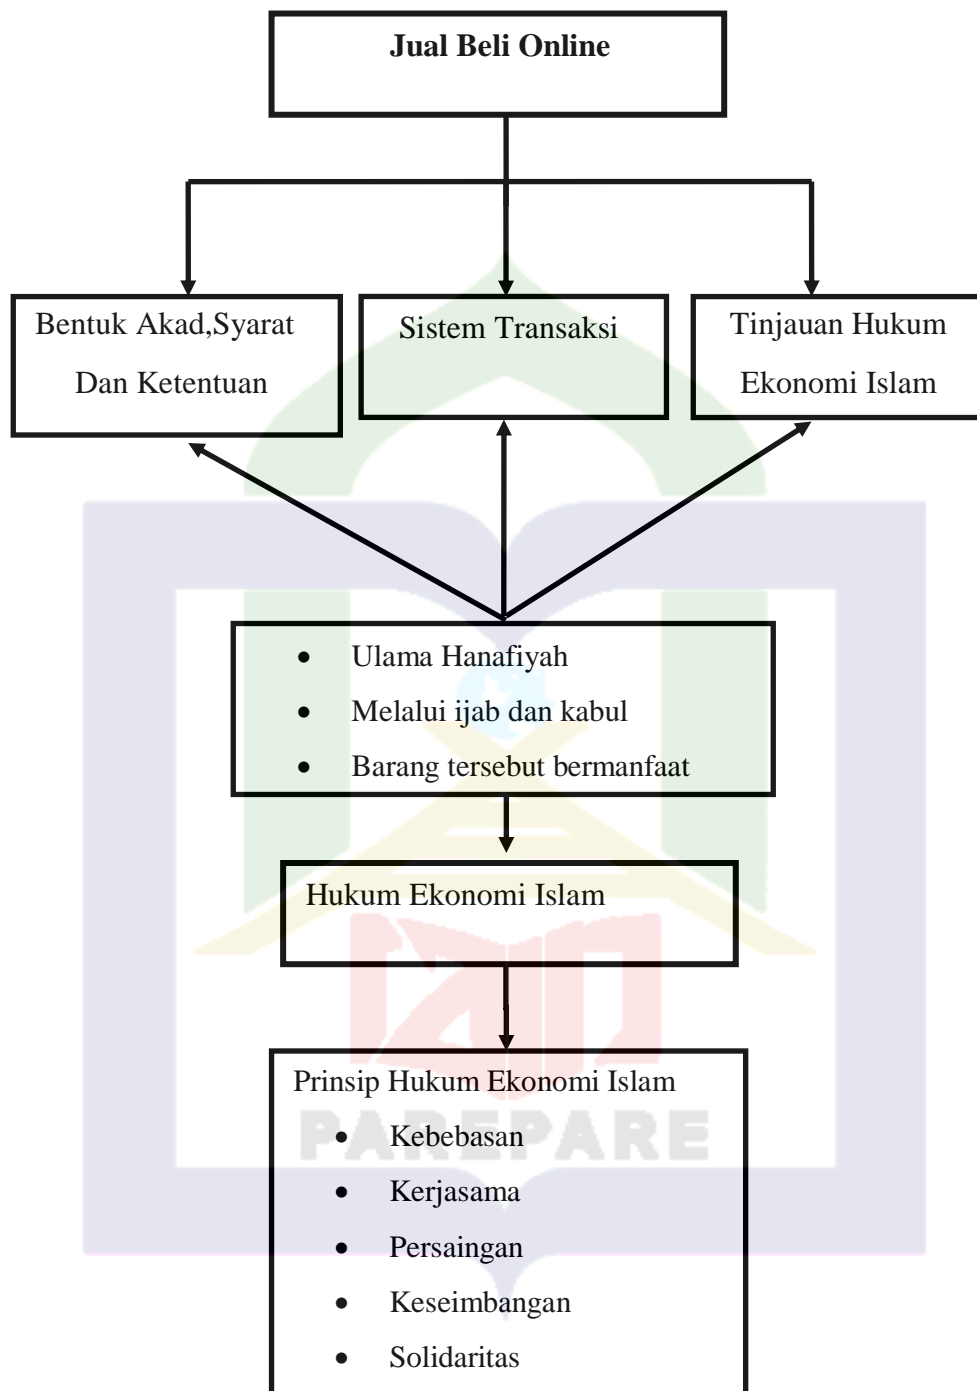 Jual Beli Online
Bentuk Akad,Syarat
Dan Ketentuan
Sistem Transaksi
Tinjauan Hukum
Ekonomi Islam
• Ulama Hanafiyah
• Melalui ijab dan kabul
• Barang tersebut bermanfaat
Hukum Ekonomi Islam
Prinsip Hukum Ekonomi Islam
PAREPARE
• Kebebasan
• Kerjasama
• Persaingan
• Keseimbangan
• Solidaritas